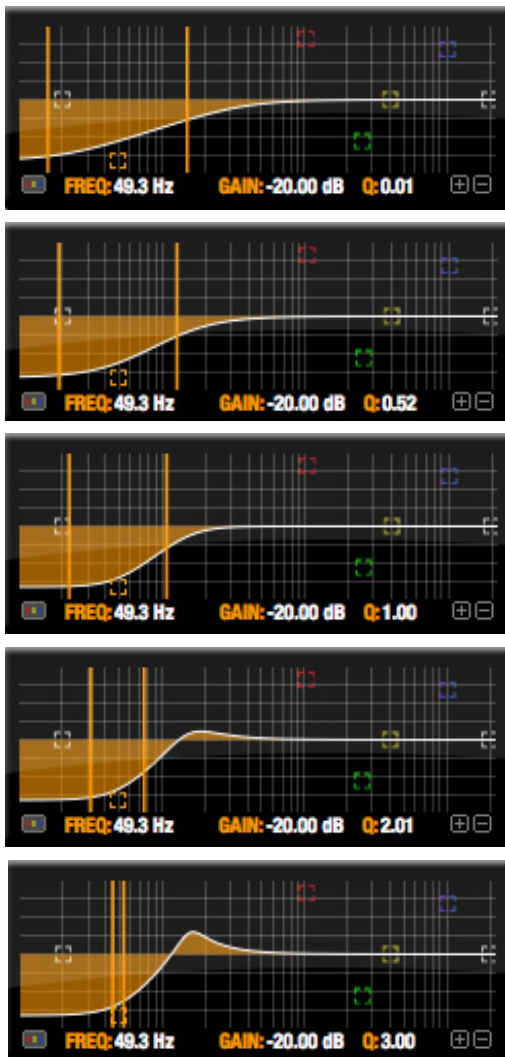 FREQ: 49.3 Hz GAIN: -20.00 dB Q: 0.01
FREQ: 49.3 Hz GAIN: -20.00 dB Q: 0.52
FREQ: 49.3 Hz GAIN: -20.00 dB Q: 1.00
FREQ: 49.3 Hz GAIN: -20.00 dB Q: 2.01
FREQ: 49.3 Hz GAIN: -20.00 dB Q: 3.00